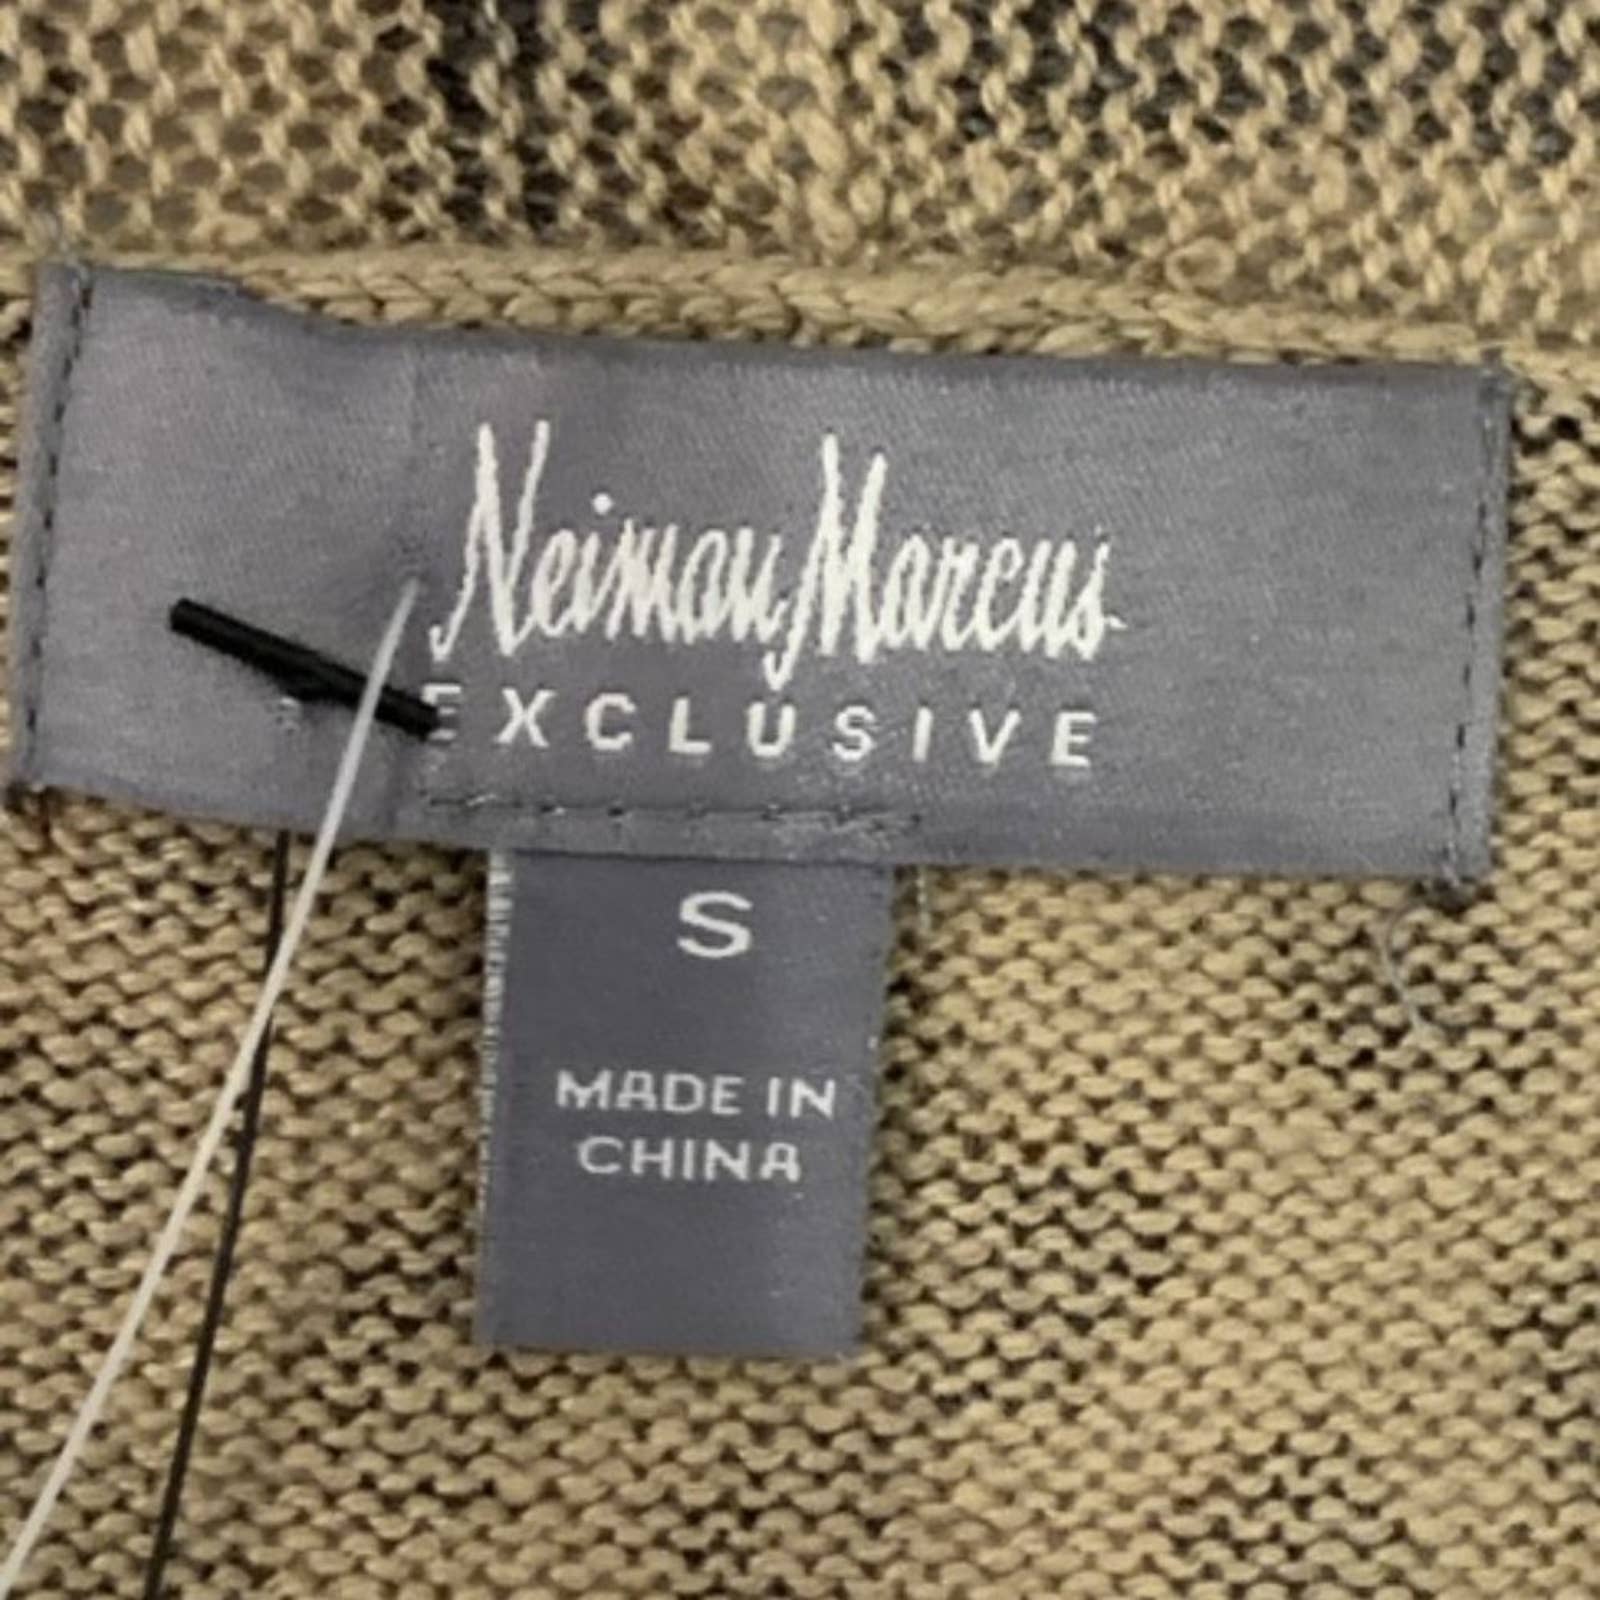 Neiman Marcus
EXCLUSIVE
S
MADE IN
CHINA